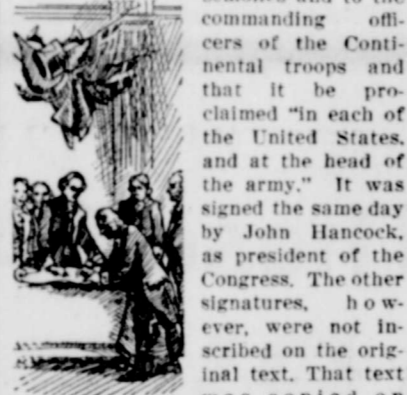 commanding offi-
cers of the Conti-
nental troops and
that it be pro-
claimed "in each of
the United States,
and at the head of
the army." It was
signed the same day
by John Hancock,
as president of the
Congress. The other
signatures, how-
ever, were not in-
scribed on the orig-
inal text. That text